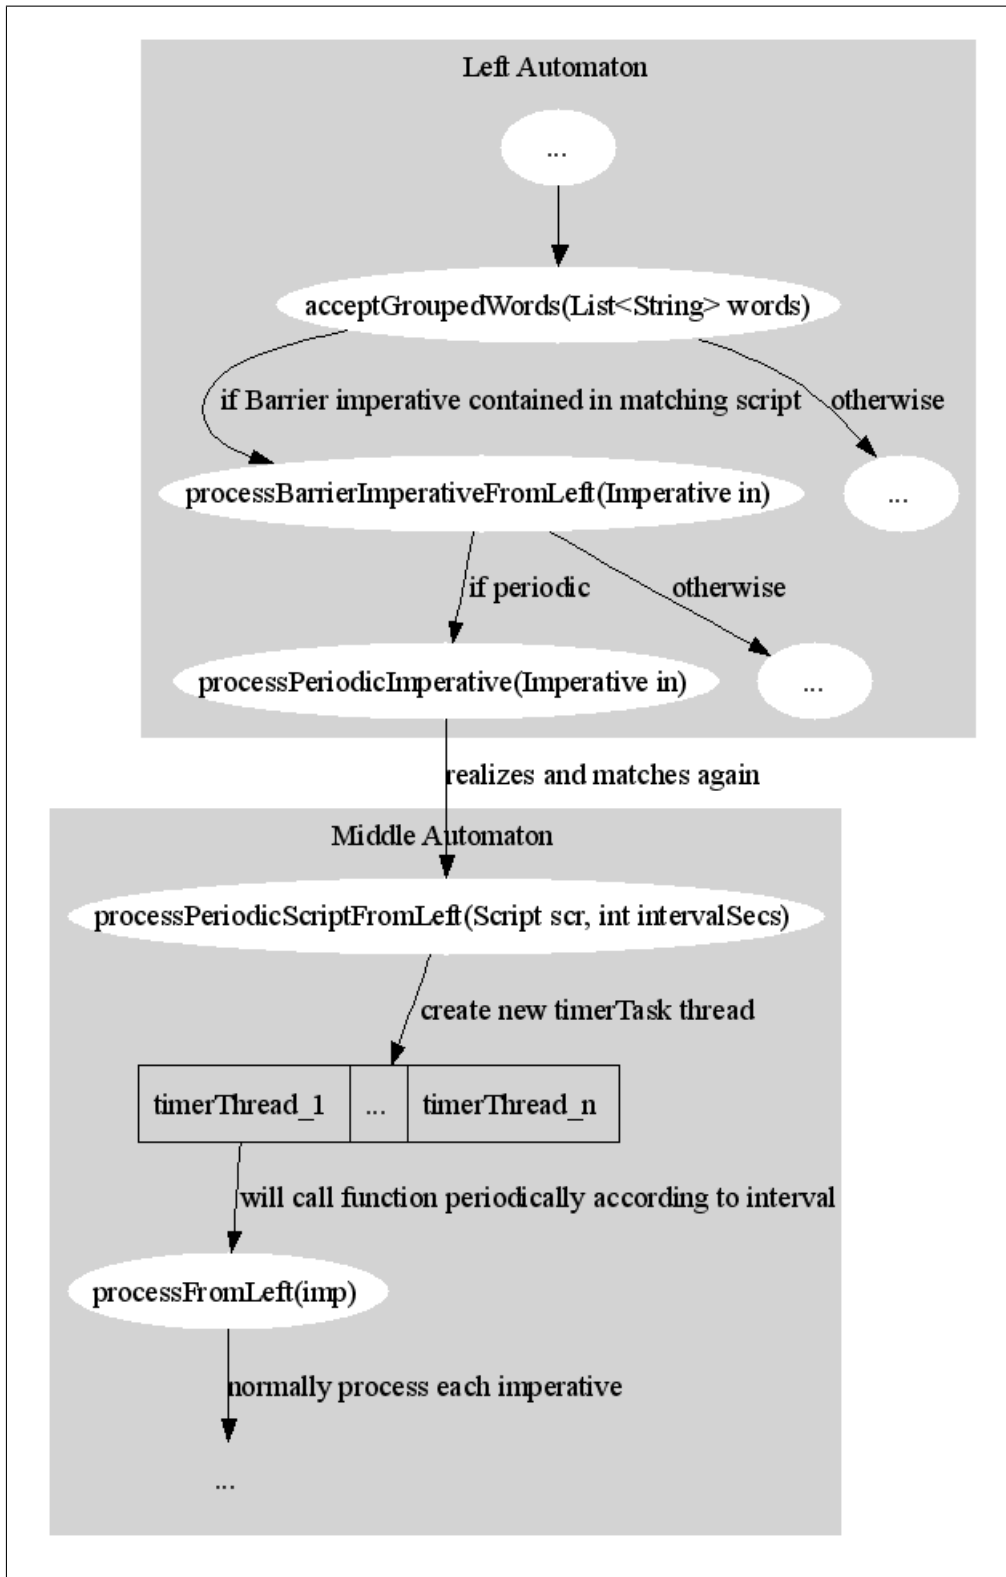 Left Automaton
...
acceptGroupedWords(List<String> words)
if Barrier imperative contained in matching script
otherwise
processBarrierImperativeFromLeft(Imperative in)
...
if periodic
otherwise
processPeriodicImperative(Imperative in)
...
realizes and matches again
Middle Automaton
processPeriodicScriptFromLeft(Script scr, int intervalSecs)
create new timerTask thread
timerThread_1
...
timerThread_n
will call function periodically according to interval
processFromLeft(imp)
normally process each imperative
...